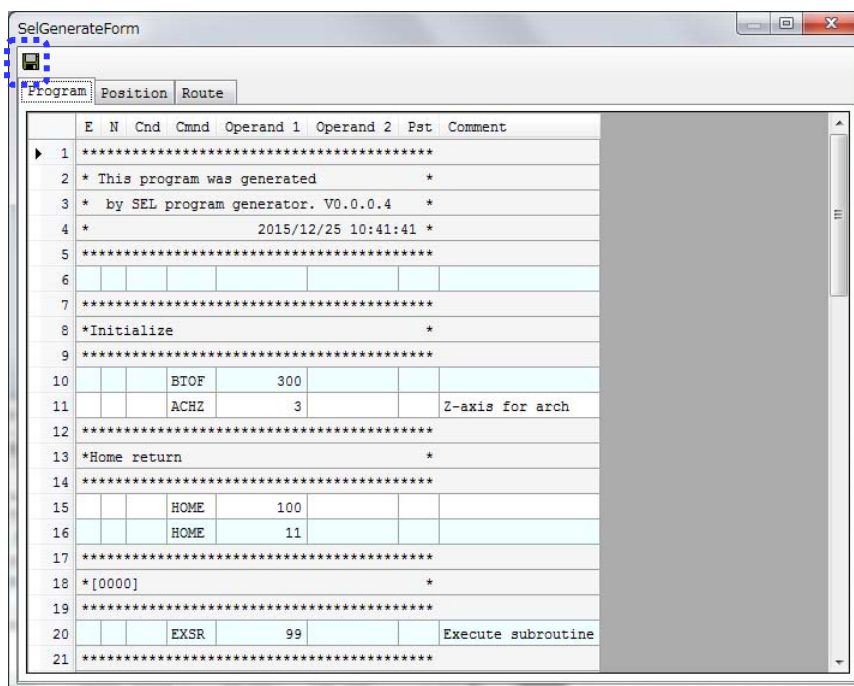 SelGenerateForm
Program Position Route
E N Cnd Cmnd Operand 1 Operand 2 Pst Comment
1 ******************************************
2 * This program was generated *
3 * by SEL program generator. V0.0.0.4 *
4 * 2015/12/25 10:41:41 *
5 ******************************************
6
7 ******************************************
8 *Initialize *
9 ******************************************
10 BTOF 300
11 ACHZ 3 Z-axis for arch
12 ******************************************
13 *Home return *
14 ******************************************
15 HOME 100
16 HOME 11
17 ******************************************
18 *[0000] *
19 ******************************************
20 EXSR 99 Execute subroutine
21 ******************************************